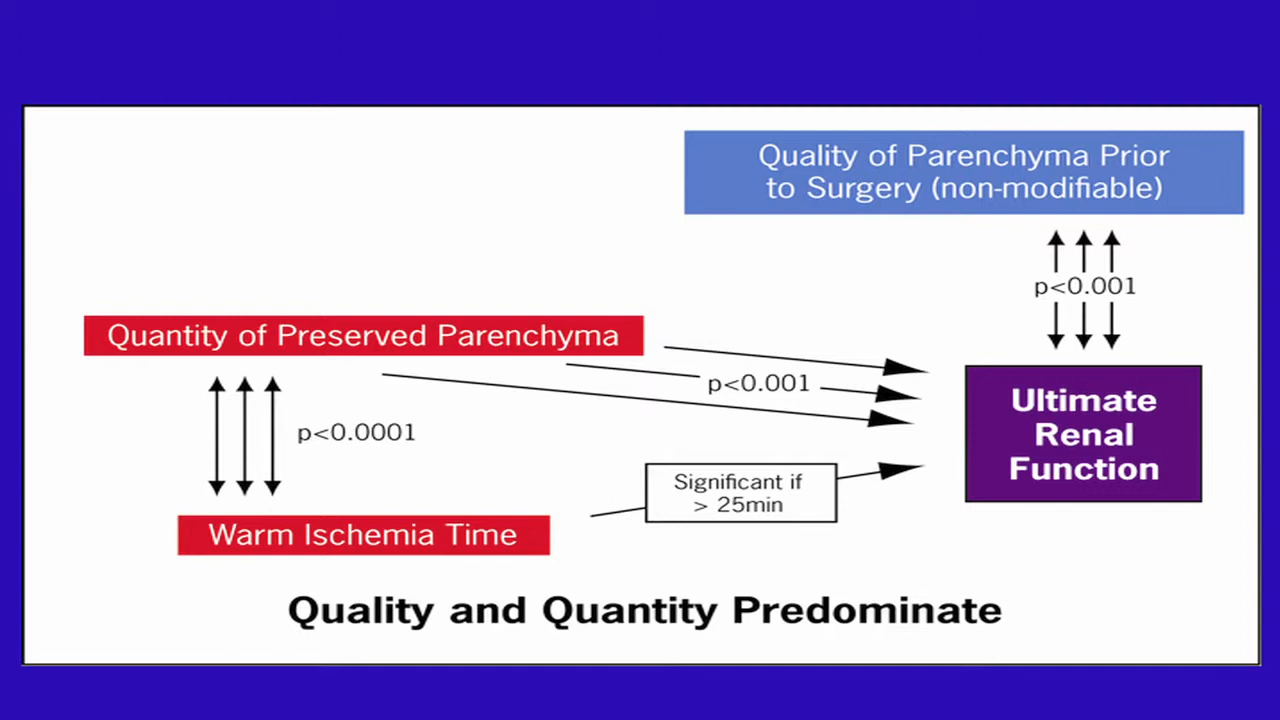 Quality of Parenchyma Prior
to Surgery (non-modifiable)
p<0.001
Quantity of Preserved Parenchyma
p<0.001
Ultimate
Renal
Function
p<0.0001
Significant if
> 25min
Warm Ischemia Time
Quality and Quantity Predominate